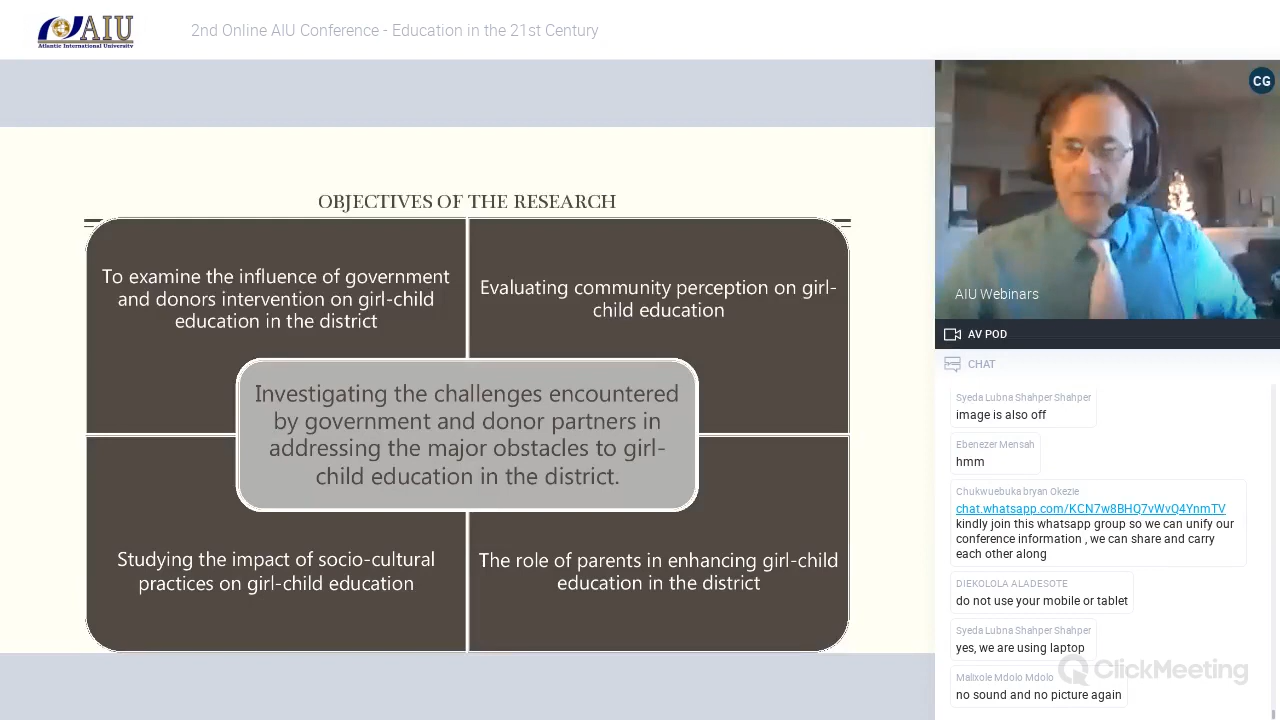 AIU
Atlantic International University
2nd Online AIU Conference - Education in the 21st Century
OBJECTIVES OF THE RESEARCH
To examine the influence of government
and donors intervention on girl-child
education in the district
Evaluating community perception on girl-
child education
Investigating the challenges encountered
by government and donor partners in
addressing the major obstacles to girl-
child education in the district.
Studying the impact of socio-cultural
practices on girl-child education
The role of parents in enhancing girl-child
education in the district
CG
AIU Webinars
AV POD
CHAT
Syeda Lubna Shahper Shahper
image is also off
Ebenezer Mensah
hmm
Chukwuebuka bryan Okezie
chat.whatsapp.com/KCN7w8BHQ7vWvQ4YnmTV
kindly join this whatsapp group so we can unify our
conference information , we can share and carry
each other along
DIEKOLOLA ALADESOTE
do not use your mobile or tablet
Syeda Lubna Shahper Shahper
yes, we are using laptop
Malixole Mdolo Mdolo
no sound and no picture again
ClickMeeting